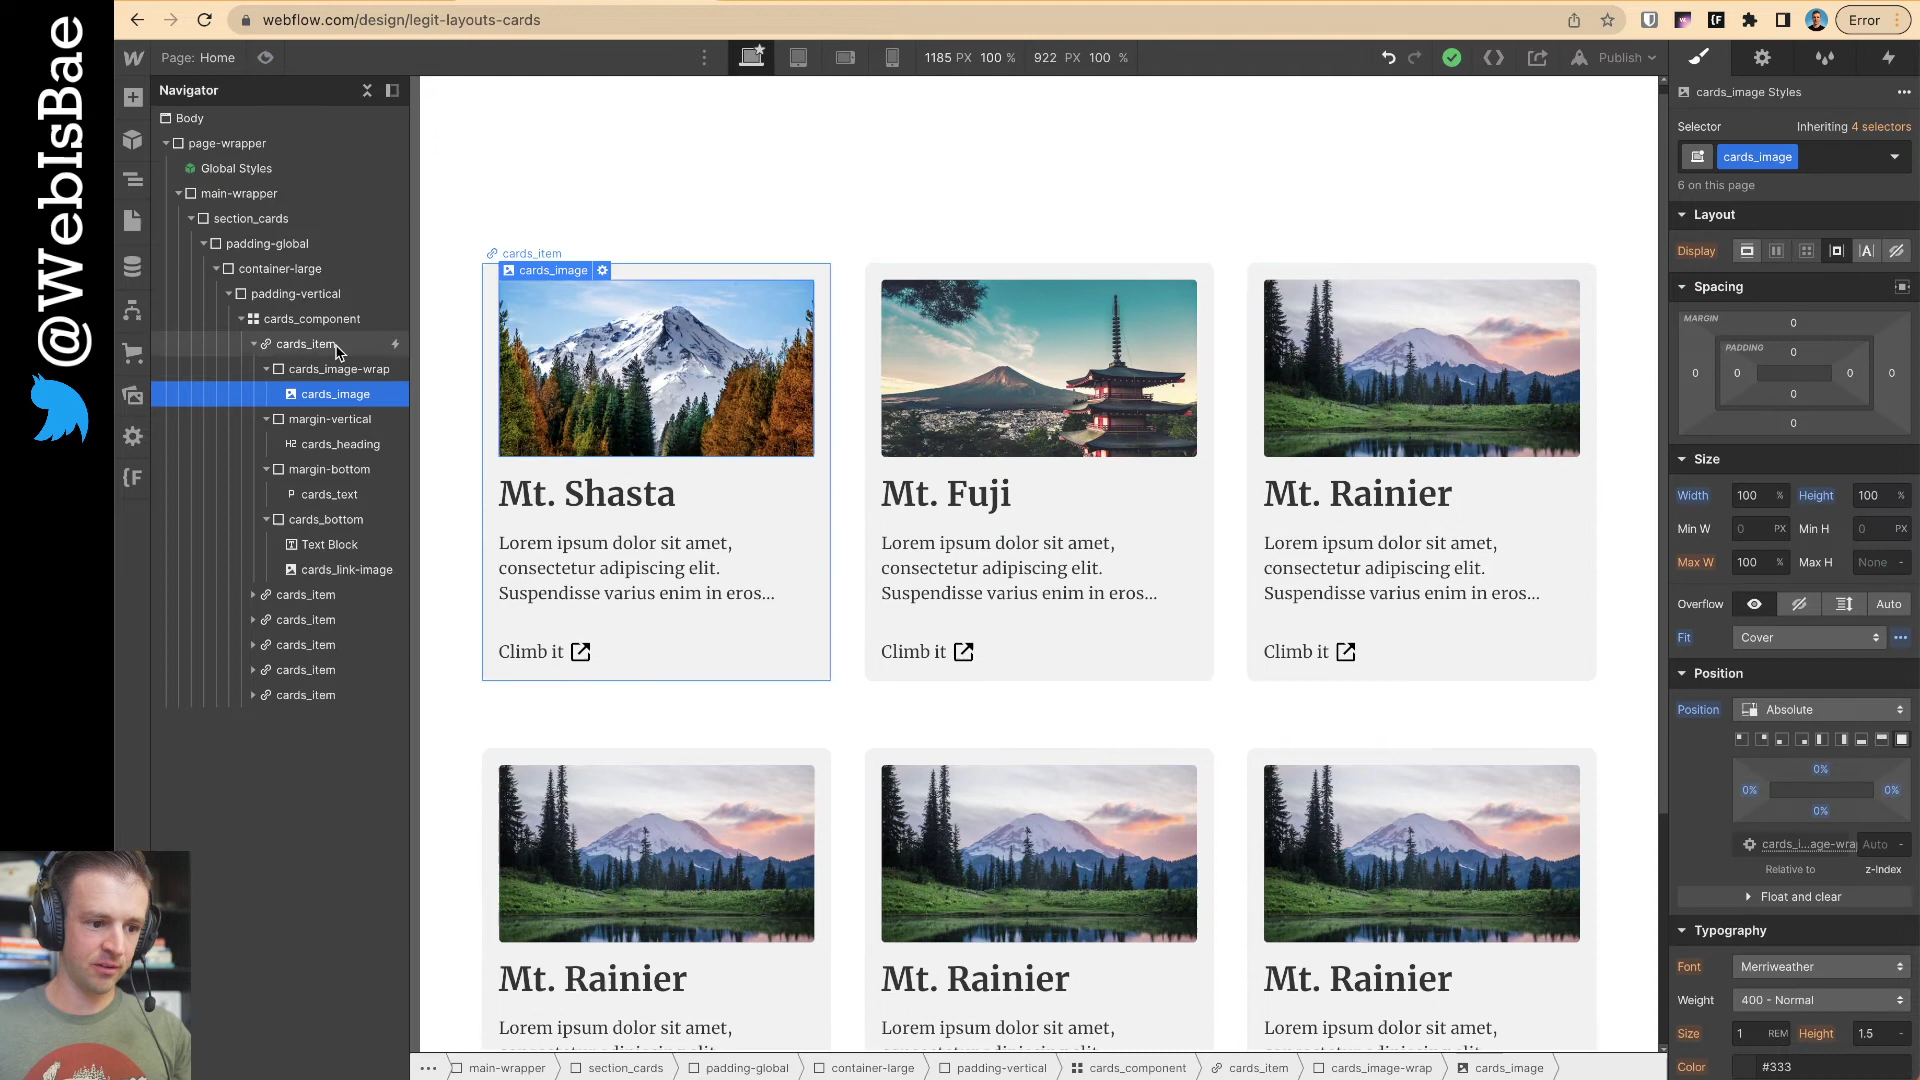 webflow.com/design/legit-layouts-cards
Error
@WebIsBae
Page: Home
1185 PX 100 % 922 PX 100 %
Publish
Navigator
Body
page-wrapper
Global Styles
main-wrapper
section_cards
padding-global
container-large
padding-vertical
cards_component
cards_item
cards_image-wrap
cards_image
margin-vertical
H2 cards_heading
margin-bottom
P cards_text
cards_bottom
Text Block
cards_link-image
cards_item
cards_item
cards_item
cards_item
cards_item
cards_item
cards_image
Mt. Shasta
Lorem ipsum dolor sit amet,
consectetur adipiscing elit.
Suspendisse varius enim in eros...
Climb it
Mt. Fuji
Lorem ipsum dolor sit amet,
consectetur adipiscing elit.
Suspendisse varius enim in eros...
Climb it
Mt. Rainier
Lorem ipsum dolor sit amet,
consectetur adipiscing elit.
Suspendisse varius enim in eros...
Climb it
Mt. Rainier
Lorem ipsum dolor sit amet,
Mt. Rainier
Lorem ipsum dolor sit amet,
Mt. Rainier
Lorem ipsum dolor sit amet,
main-wrapper
section_cards
padding-global
container-large
padding-vertical
cards_component
cards_item
cards_image-wrap
cards_image
cards_image Styles
Selector Inheriting 4 selectors
cards_image
6 on this page
Layout
Display
Spacing
MARGIN
0
PADDING
0
0 0 0 0
0
0
Size
Width 100 % Height 100 %
Min W 0 PX Min H 0 PX
Max W 100 % Max H None -
Overflow Auto
Fit Cover
Position
Position Absolute
0%
0% 0%
0%
cards_i...age-wra Auto -
Relative to z-Index
Float and clear
Typography
Font Merriweather
Weight 400 - Normal
Size 1 REM Height 1.5 -
Color #333